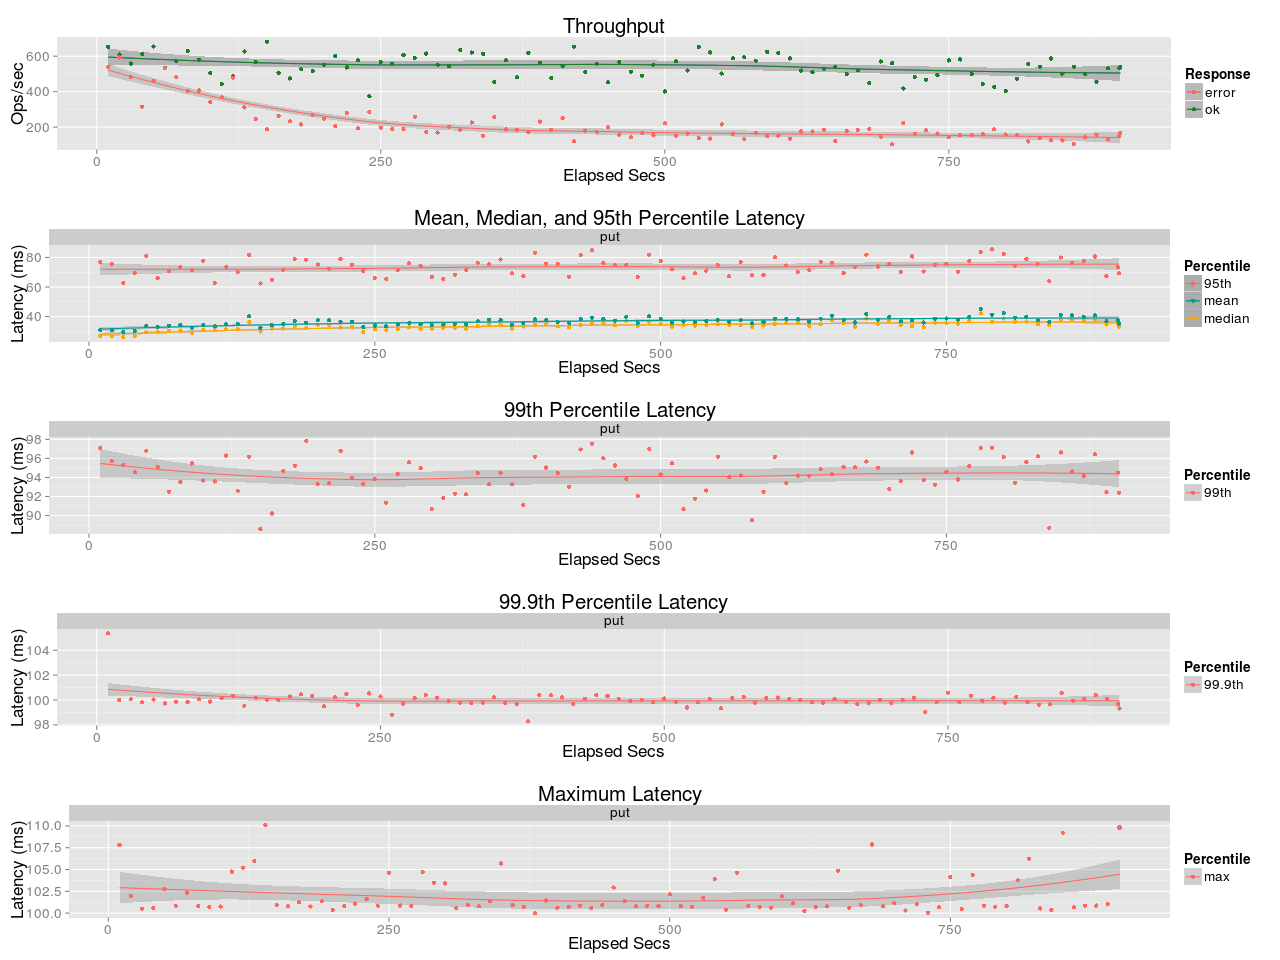 Throughput
Ops/sec
600
400
200
0 250 500 750
Elapsed Secs
Response
error
ok
Mean, Median, and 95th Percentile Latency
put
Latency (ms)
80
60
40
0 250 500 750
Elapsed Secs
Percentile
95th
mean
median
99th Percentile Latency
put
Latency (ms)
98
96
94
92
90
0 250 500 750
Elapsed Secs
Percentile
99th
99.9th Percentile Latency
put
Latency (ms)
104
102
100
98
0 250 500 750
Elapsed Secs
Percentile
99.9th
Maximum Latency
put
Latency (ms)
110.0
107.5
105.0
102.5
100.0
0 250 500 750
Elapsed Secs
Percentile
max